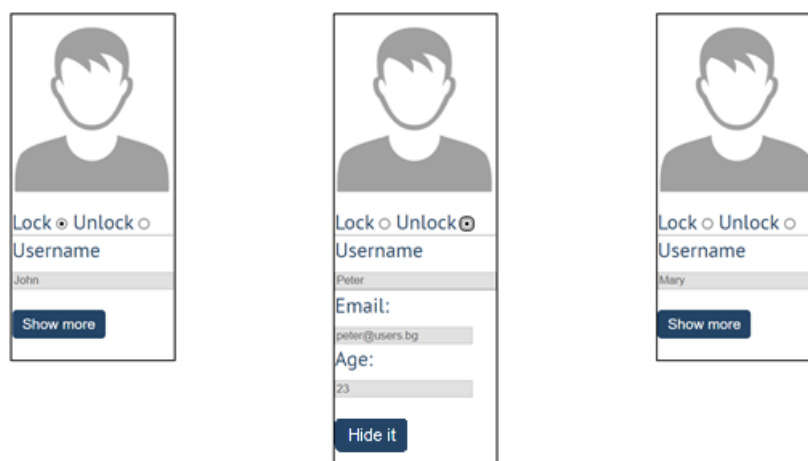 Lock Unlock
Username
John
Show more
Lock Unlock
Username
Peter
Email:
peter@users.bg
Age:
23
Hide it
Lock Unlock
Username
Mary
Show more